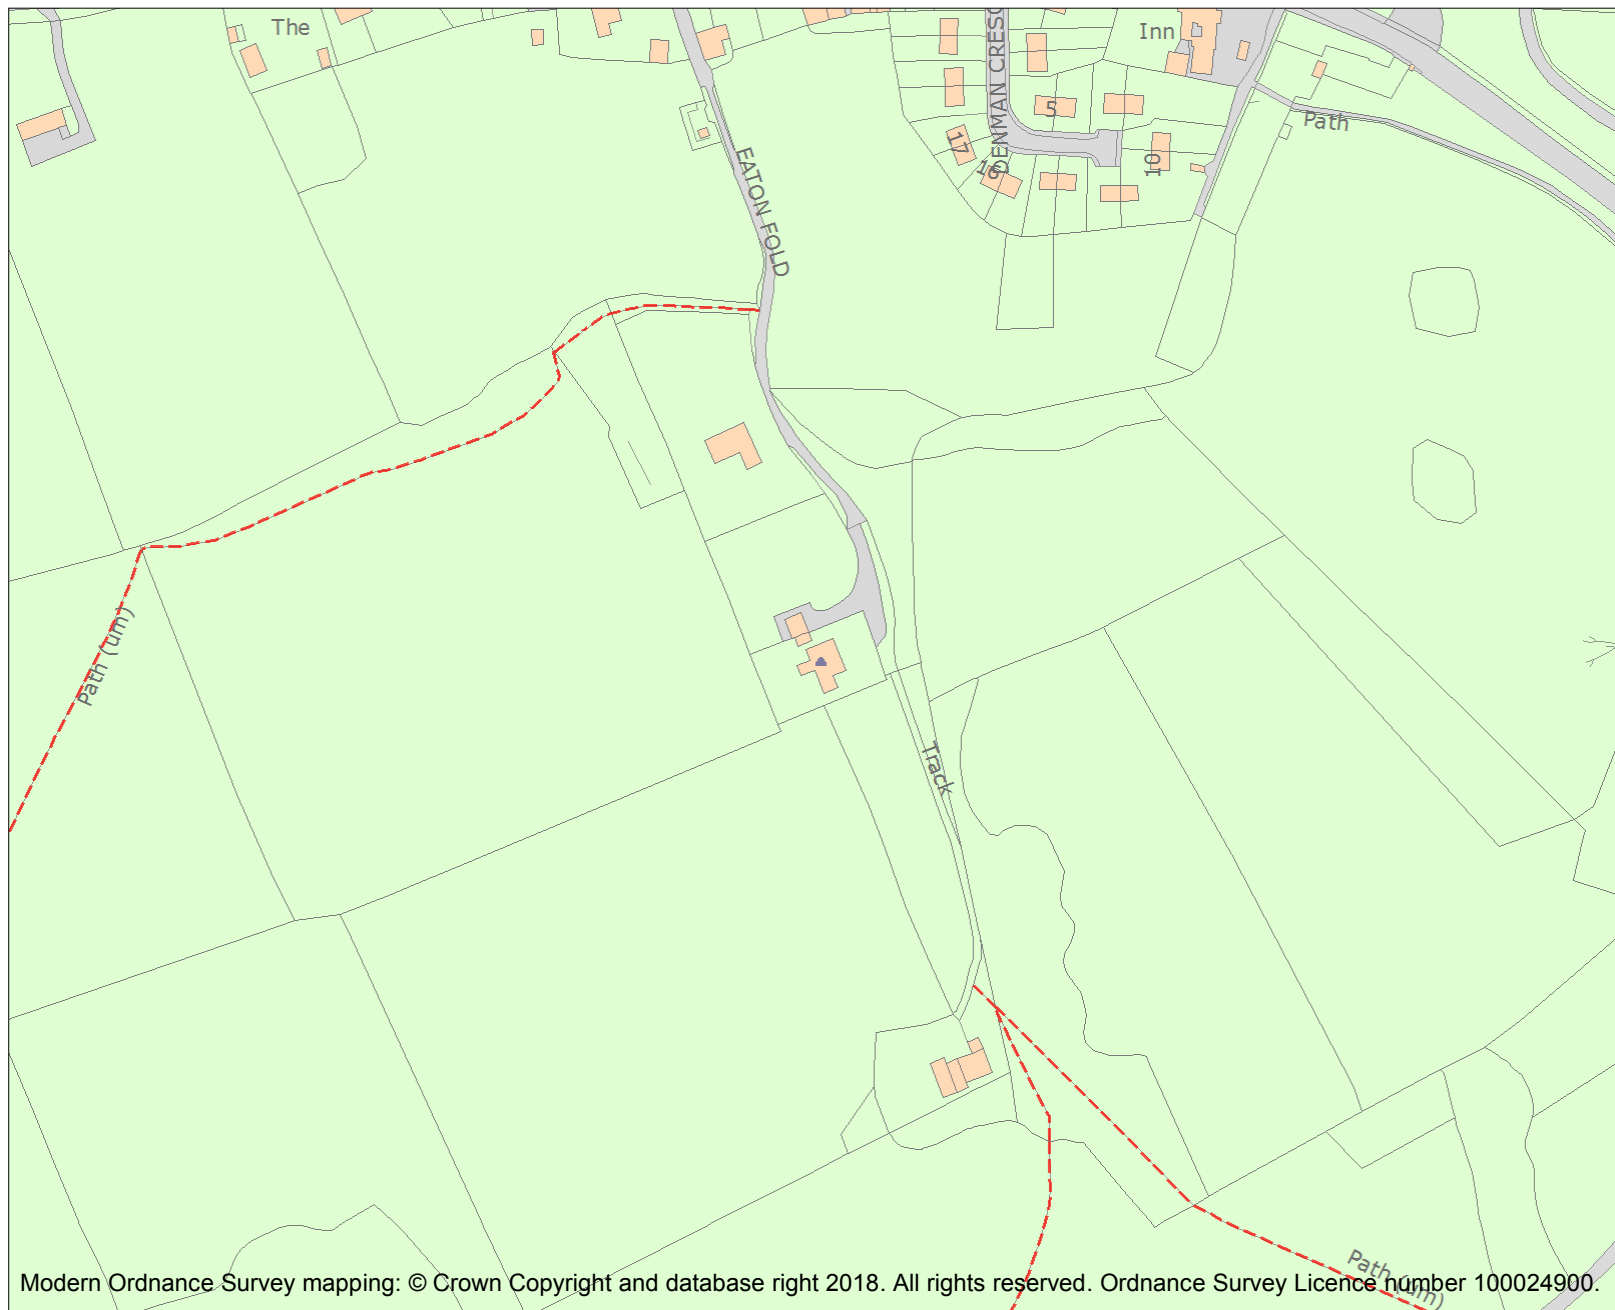 The
Inn
DENMAN CRESC
5
Path
17
16
10
EATON FOLD
Path (um)
Track
Path (um)
Modern Ordnance Survey mapping: © Crown Copyright and database right 2018. All rights reserved. Ordnance Survey Licence number 100024900.